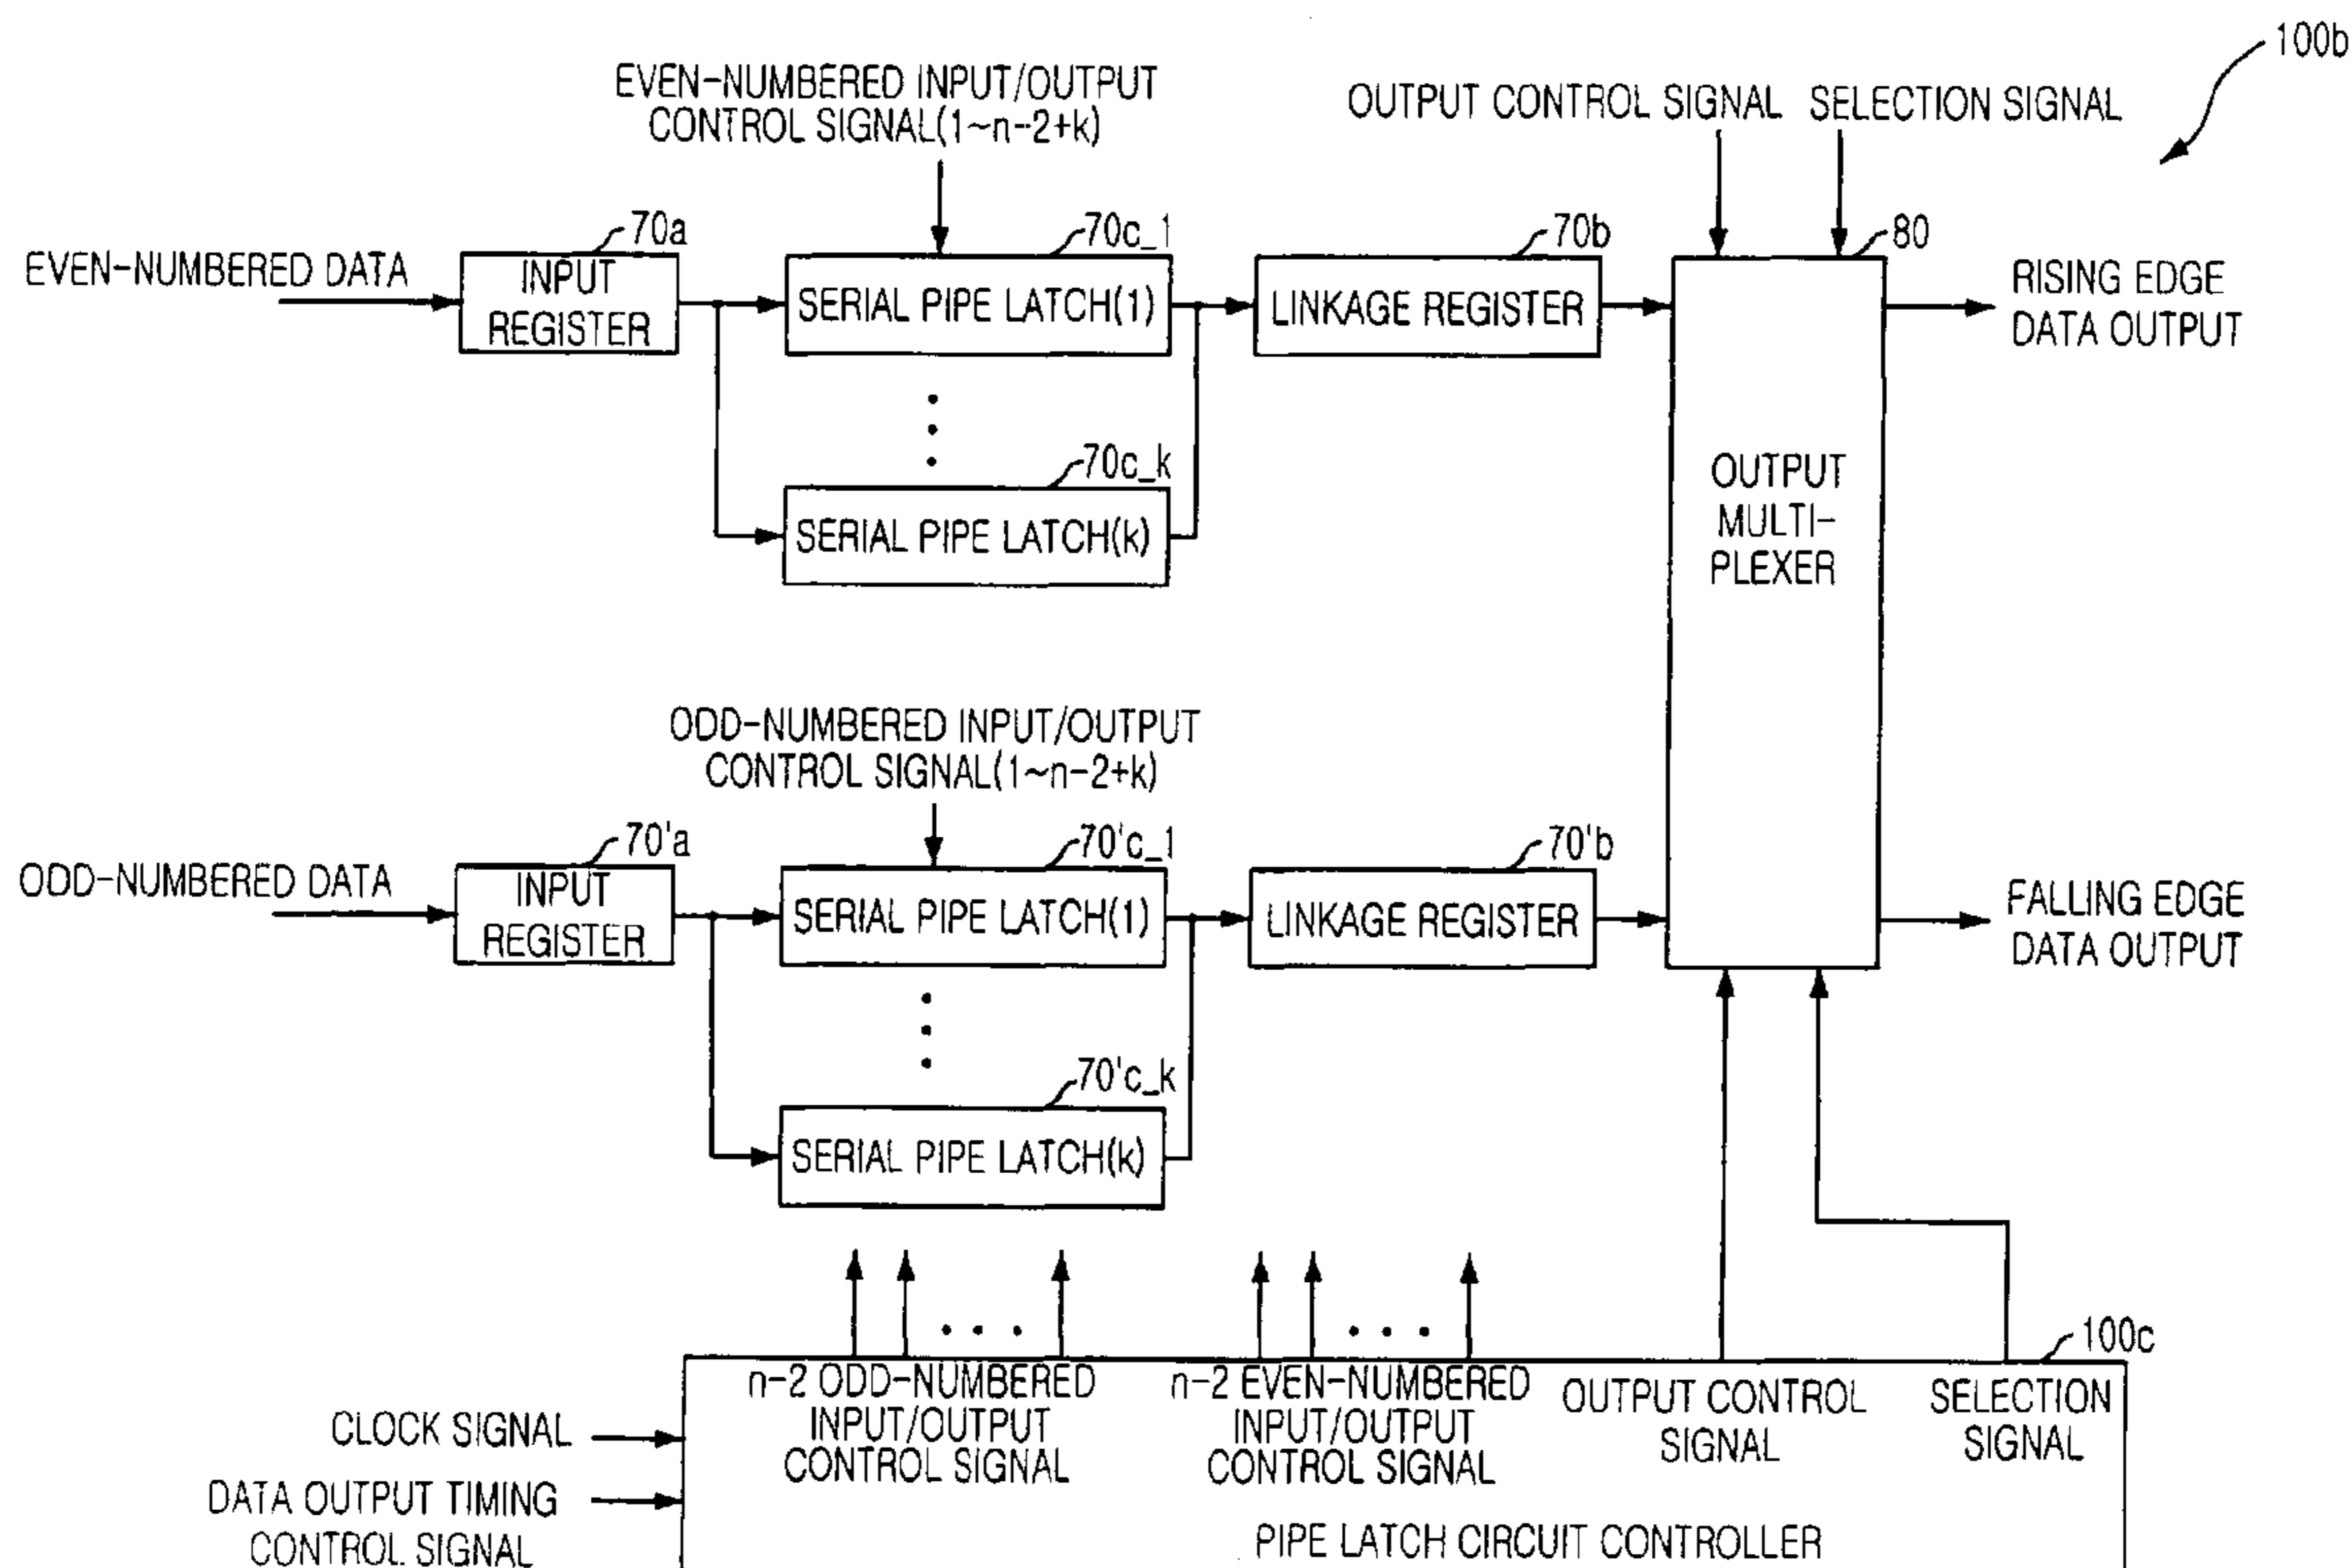 100b
EVEN-NUMBERED INPUT/OUTPUT
CONTROL SIGNAL(1~n-2+k)
OUTPUT CONTROL SIGNAL
SELECTION SIGNAL
EVEN-NUMBERED DATA
70a
INPUT
REGISTER
70c_1
SERIAL PIPE LATCH(1)
70b
LINKAGE REGISTER
80
RISING EDGE
DATA OUTPUT
70c_k
SERIAL PIPE LATCH(k)
OUTPUT
MULTI-
PLEXER
ODD-NUMBERED INPUT/OUTPUT
CONTROL SIGNAL(1~n-2+k)
ODD-NUMBERED DATA
70'a
INPUT
REGISTER
70'c_1
SERIAL PIPE LATCH(1)
70'b
LINKAGE REGISTER
FALLING EDGE
DATA OUTPUT
70'c_k
SERIAL PIPE LATCH(k)
100c
n-2 ODD-NUMBERED
INPUT/OUTPUT
CONTROL SIGNAL
n-2 EVEN-NUMBERED
INPUT/OUTPUT
CONTROL SIGNAL
OUTPUT CONTROL
SIGNAL
SELECTION
SIGNAL
CLOCK SIGNAL
DATA OUTPUT TIMING
CONTROL SIGNAL
PIPE LATCH CIRCUIT CONTROLLER